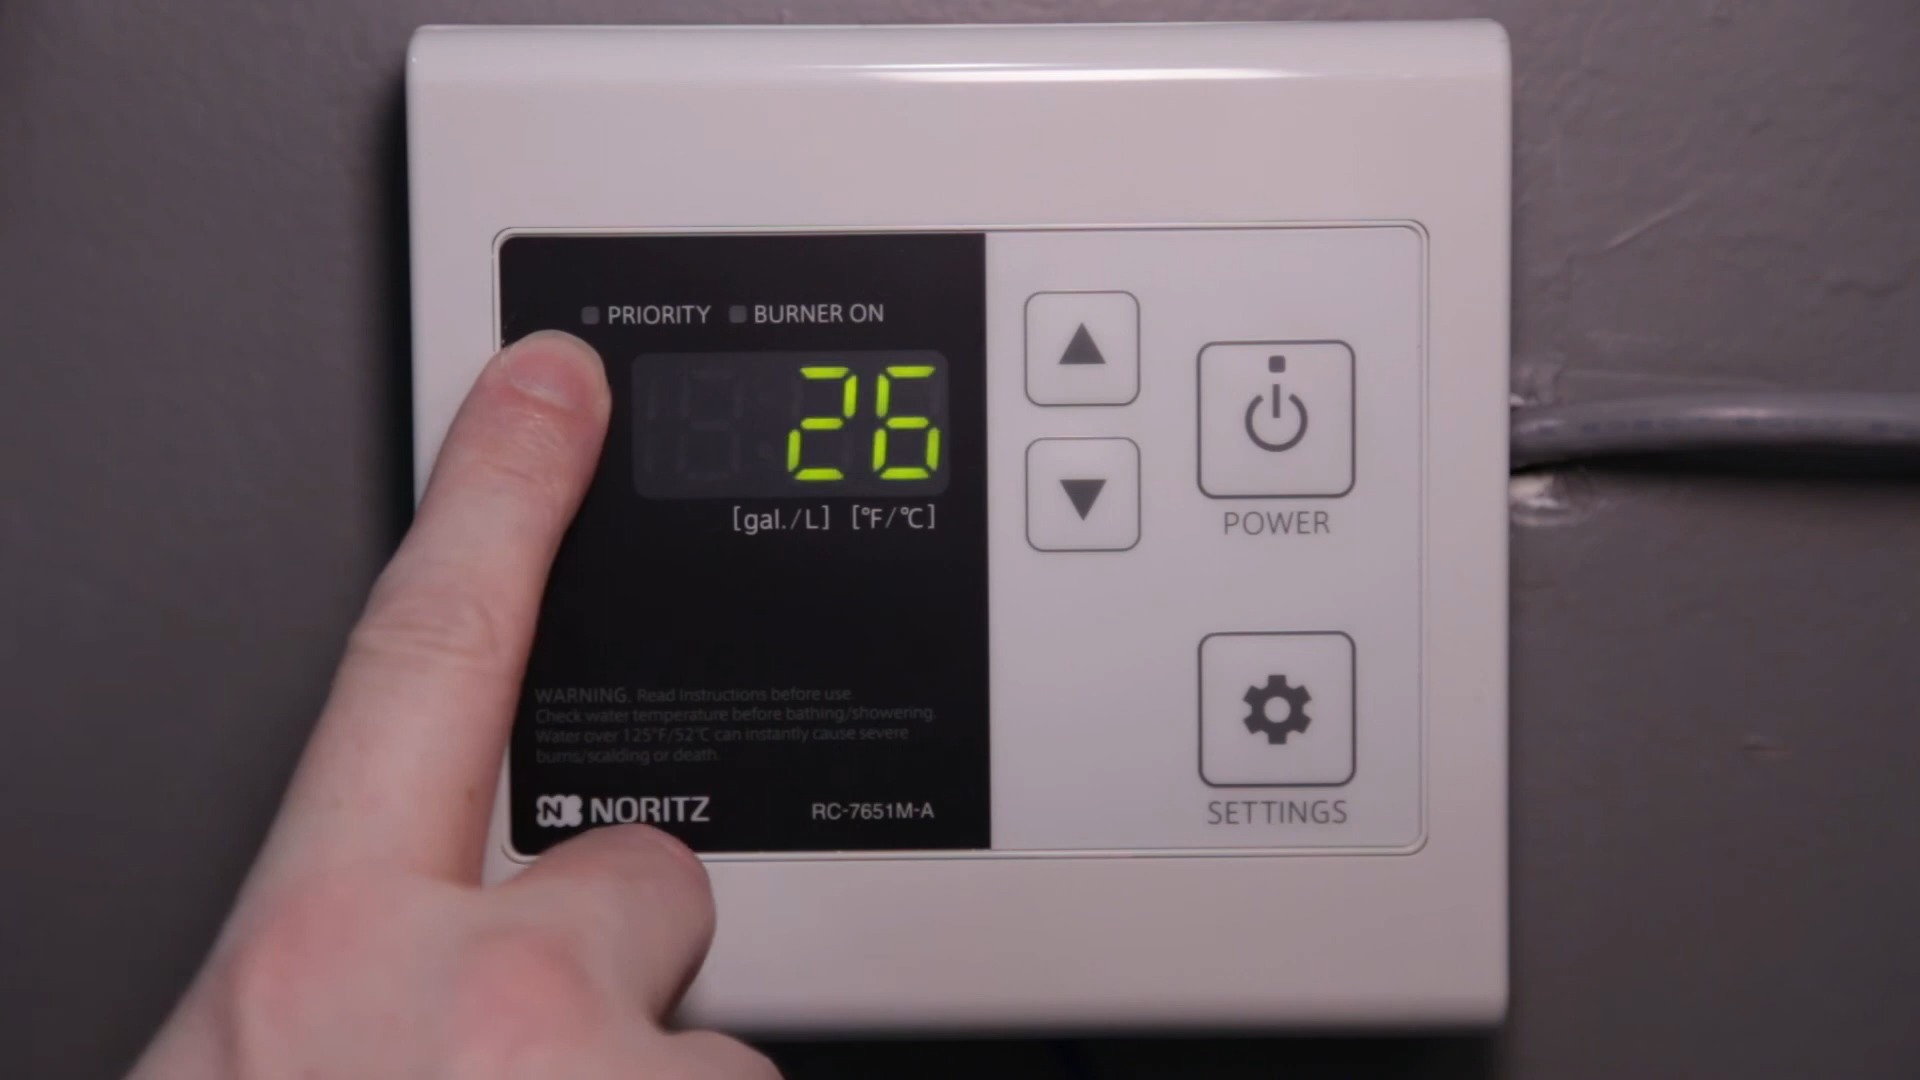 PRIORITY BURNER ON
26
[gal./L] [°F/°C]
POWER
WARNING. Read Instructions before use.
Check water temperature before bathing/showering.
Water over 125°F/52°C can instantly cause severe
burns/scalding or death.
NORITZ RC-7651M-A
SETTINGS